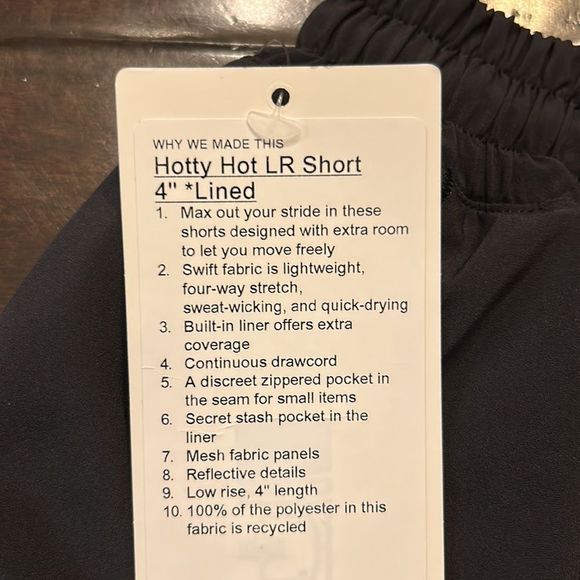 WHY WE MADE THIS
Hotty Hot LR Short
4" *Lined
1. Max out your stride in these
shorts designed with extra room
to let you move freely
2. Swift fabric is lightweight,
four-way stretch,
sweat-wicking, and quick-drying
3. Built-in liner offers extra
coverage
4. Continuous drawcord
5. A discreet zippered pocket in
the seam for small items
6. Secret stash pocket in the
liner
7. Mesh fabric panels
8. Reflective details
9. Low rise, 4" length
10. 100% of the polyester in this
fabric is recycled